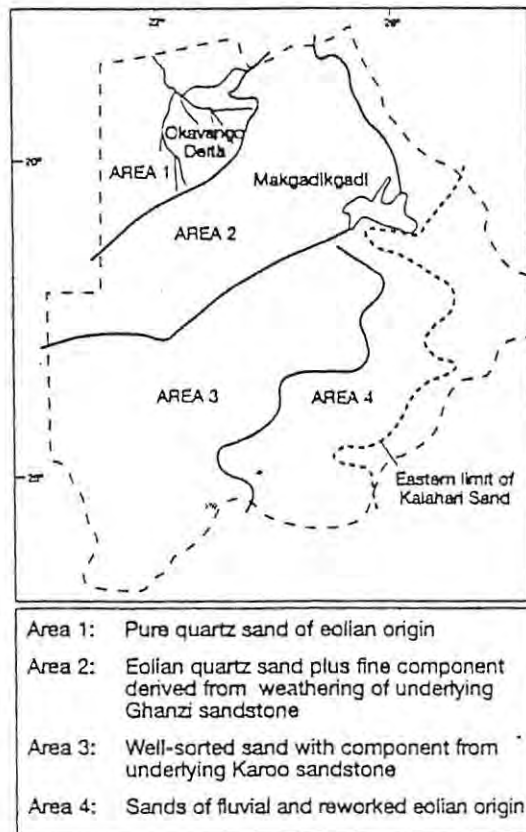 20°
Okavango
Delta
AREA 1
Makgadikgadi
AREA 2
AREA 3
AREA 4
Eastern limit of
Kalahari Sand
Area 1: Pure quartz sand of eolian origin
Area 2: Eolian quartz sand plus fine component
derived from weathering of underlying
Ghanzi sandstone
Area 3: Well-sorted sand with component from
underlying Karoo sandstone
Area 4: Sands of fluvial and reworked eolian origin